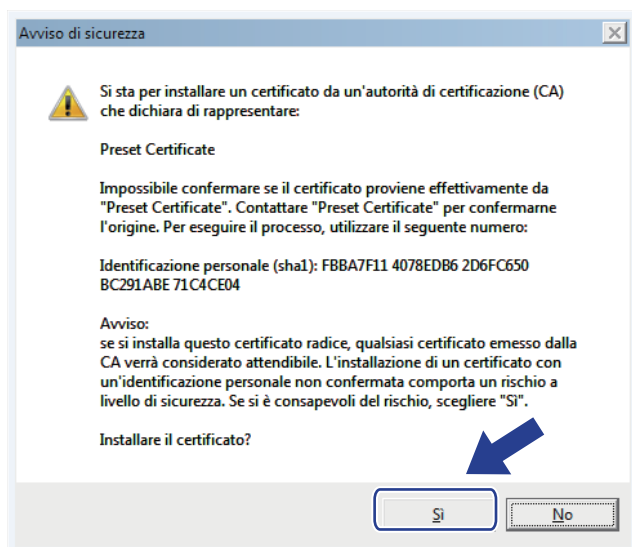 Avviso di sicurezza
Si sta per installare un certificato da un'autorità di certificazione (CA)
che dichiara di rappresentare:
Preset Certificate
Impossibile confermare se il certificato proviene effettivamente da
"Preset Certificate". Contattare "Preset Certificate" per confermarne
l'origine. Per eseguire il processo, utilizzare il seguente numero:
Identificazione personale (sha1): FBBA7F11 4078EDB6 2D6FC650
BC291ABE 71C4CE04
Avviso:
se si installa questo certificato radice, qualsiasi certificato emesso dalla
CA verrà considerato attendibile. L'installazione di un certificato con
un'identificazione personale non confermata comporta un rischio a
livello di sicurezza. Se si è consapevoli del rischio, scegliere "Sì".
Installare il certificato?
Sì
No